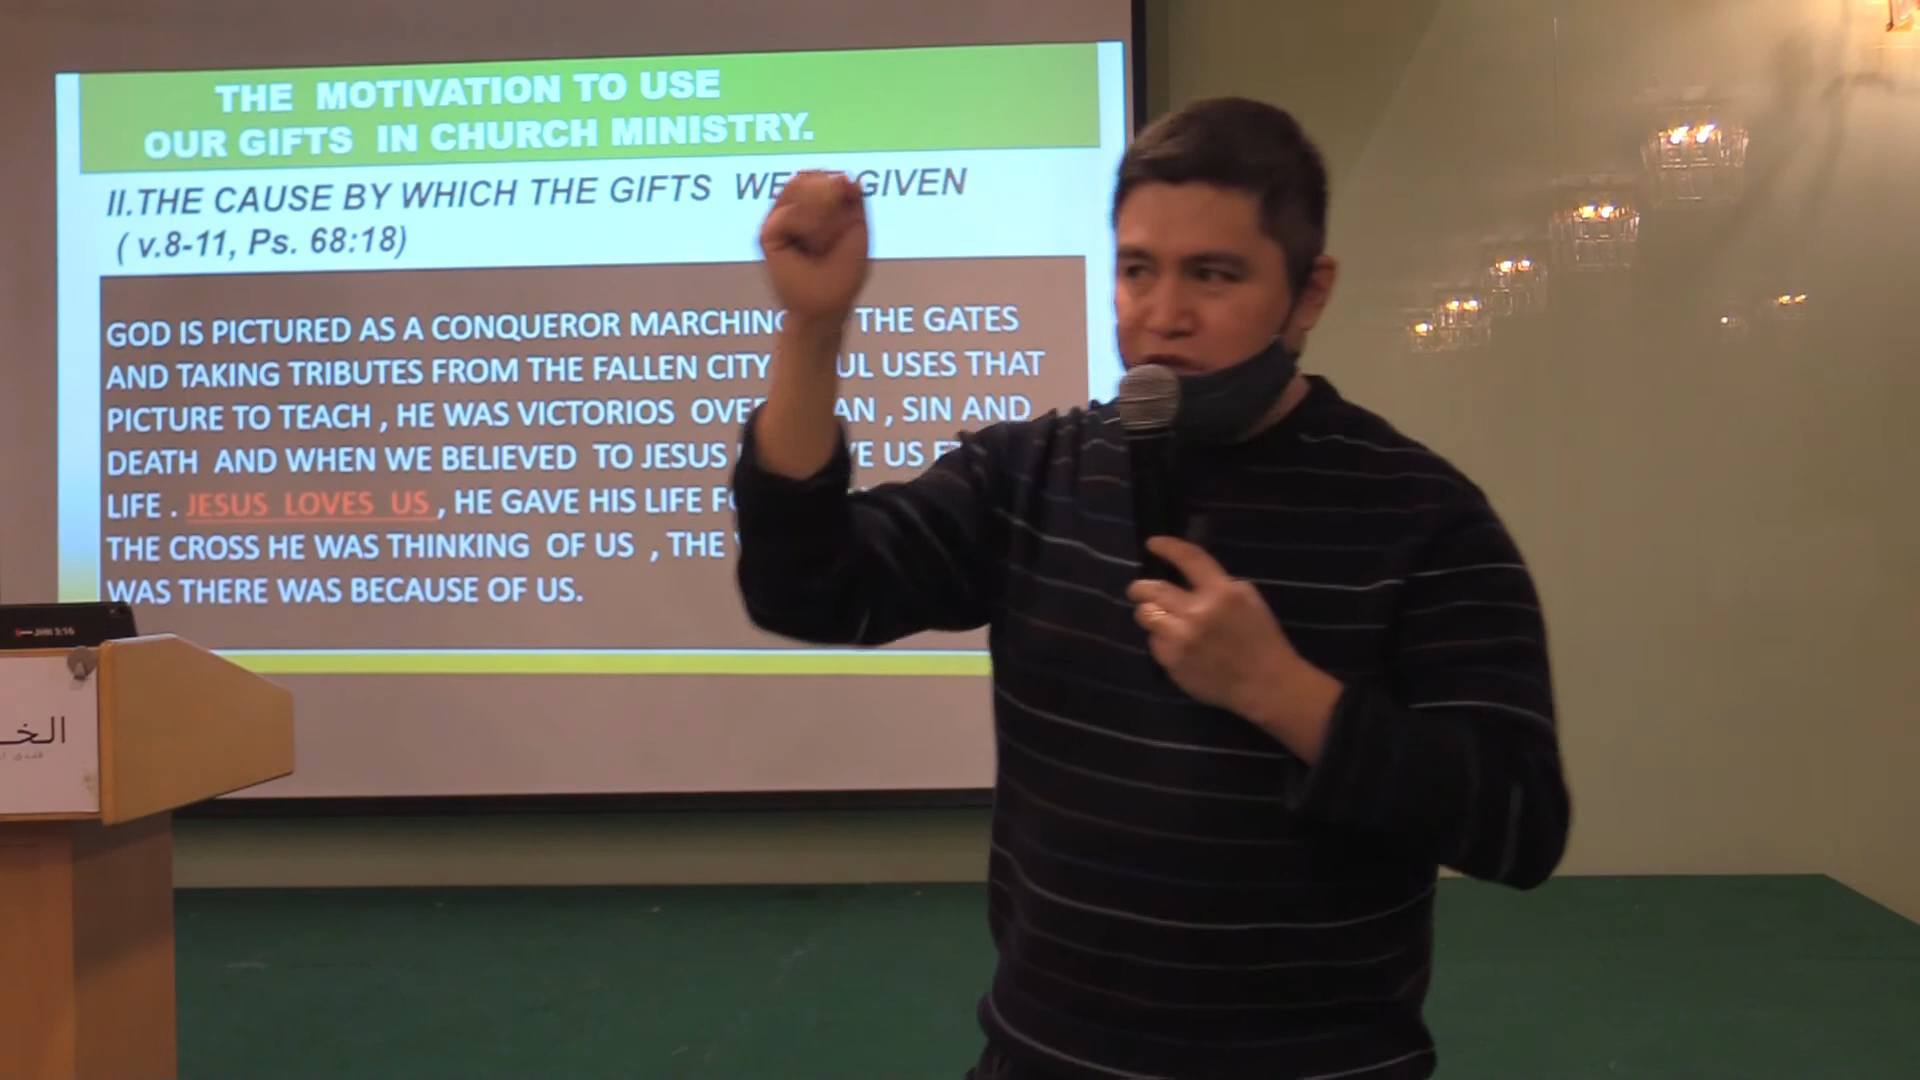 THE MOTIVATION TO USE
OUR GIFTS IN CHURCH MINISTRY.
II.THE CAUSE BY WHICH THE GIFTS GIVEN
( v.8-11, Ps. 68:18)
GOD IS PICTURED AS A CONQUEROR MARCHING THE GATES
AND TAKING TRIBUTES FROM THE FALLEN CITY USES THAT
PICTURE TO TEACH , HE WAS VICTORIOS OVER , SIN AND
DEATH AND WHEN WE BELIEVED TO JESUS US
LIFE . JESUS LOVES US , HE GAVE HIS LIFE
THE CROSS HE WAS THINKING OF US , THE
WAS THERE WAS BECAUSE OF US.